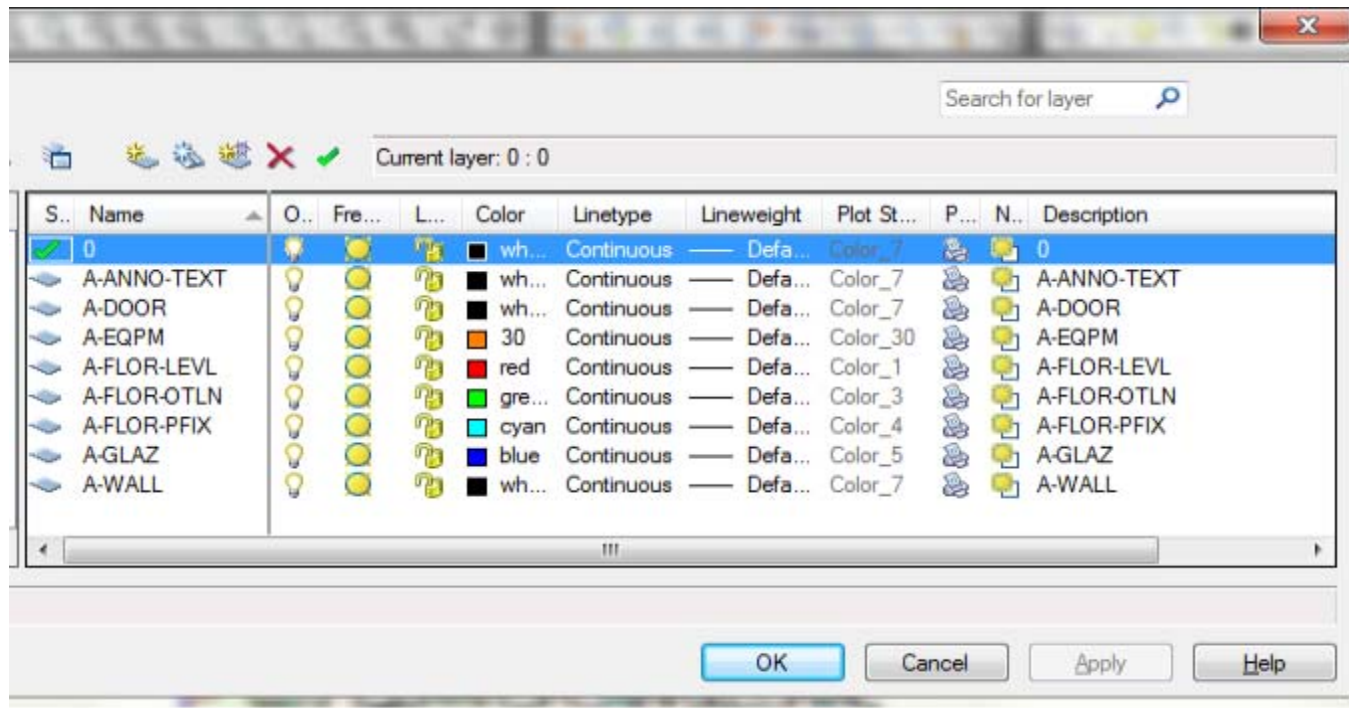 Search for layer
Current layer: 0 : 0
S.. Name O.. Fre... L... Color Linetype Lineweight Plot St... P... N.. Description
0 wh... Continuous Defa... Color_7 0
A-ANNO-TEXT wh... Continuous Defa... Color_7 A-ANNO-TEXT
A-DOOR wh... Continuous Defa... Color_7 A-DOOR
A-EQPM 30 Continuous Defa... Color_30 A-EQPM
A-FLOR-LEVL red Continuous Defa... Color_1 A-FLOR-LEVL
A-FLOR-OTLN gre... Continuous Defa... Color_3 A-FLOR-OTLN
A-FLOR-PFIX cyan Continuous Defa... Color_4 A-FLOR-PFIX
A-GLAZ blue Continuous Defa... Color_5 A-GLAZ
A-WALL wh... Continuous Defa... Color_7 A-WALL
OK Cancel Apply Help